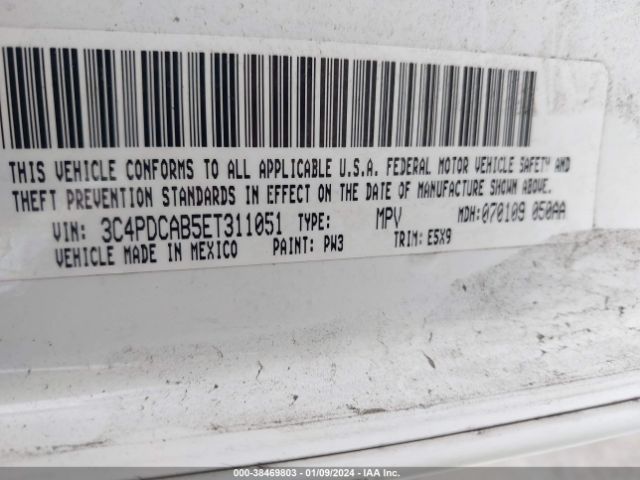 THIS VEHICLE CONFORMS TO ALL APPLICABLE U.S.A. FEDERAL MOTOR VEHICLE SAFETY AND
THEFT PREVENTION STANDARDS IN EFFECT ON THE DATE OF MANUFACTURE SHOWN ABOVE.
VIN: 3C4PDCAB5ET311051 TYPE: MPV MDH:070109 050AA
VEHICLE MADE IN MEXICO PAINT: PW3 TRIM: E5X9
000-38469803 - 01/09/2024 - IAAI.COM